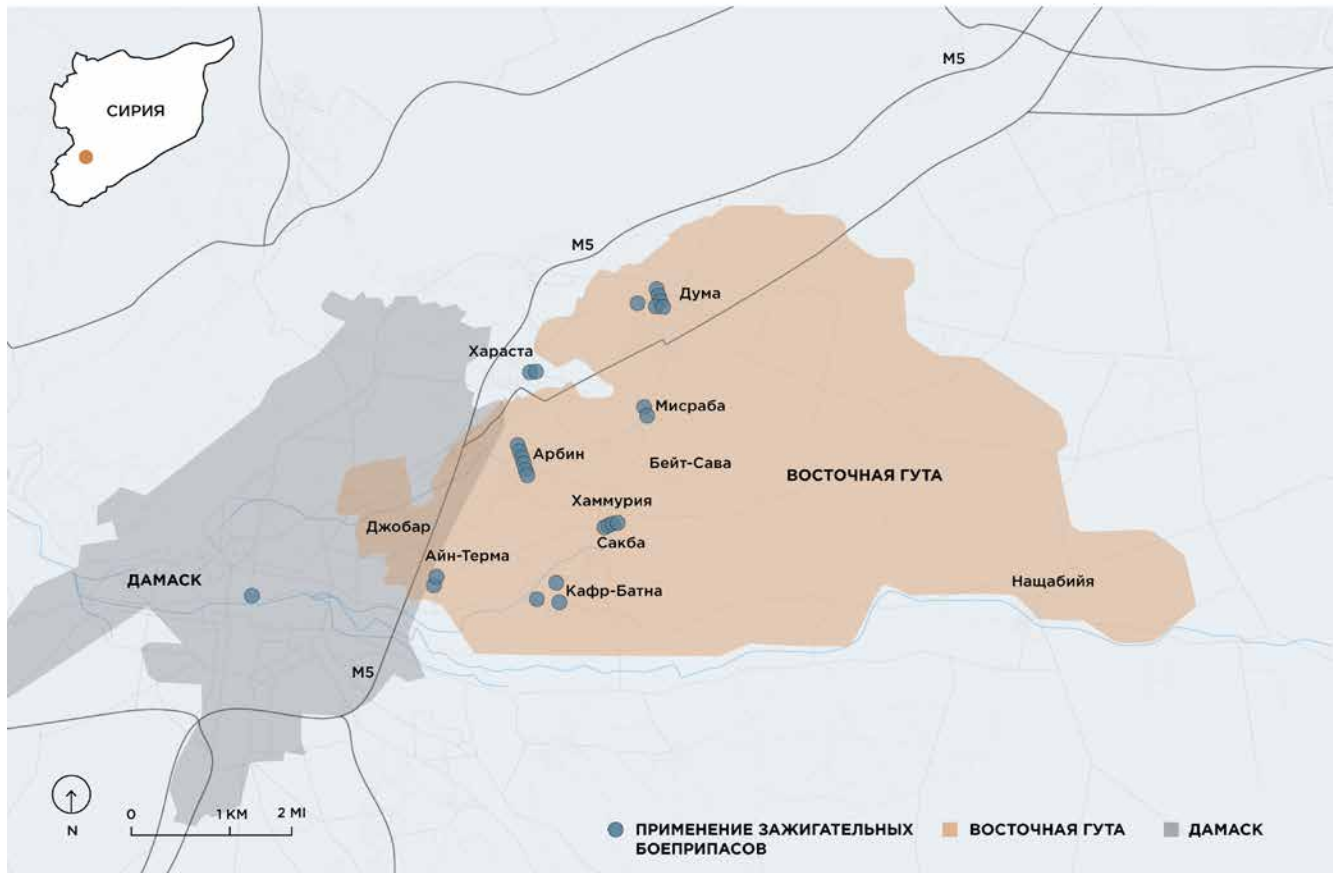 M5
СИРИЯ
M5
Дума
Хараста
Мисраба
Арбин
Бейт-Сава
ВОСТОЧНАЯ ГУТА
Хаммурия
Джобар
Сакба
Айн-Терма
ДАМАСК
Кафр-Батна
Нащабийя
M5
0
1 KM
2 MI
N
ПРИМЕНЕНИЕ ЗАЖИГАТЕЛЬНЫХ
БОЕПРИПАСОВ
ВОСТОЧНАЯ ГУТА
ДАМАСК